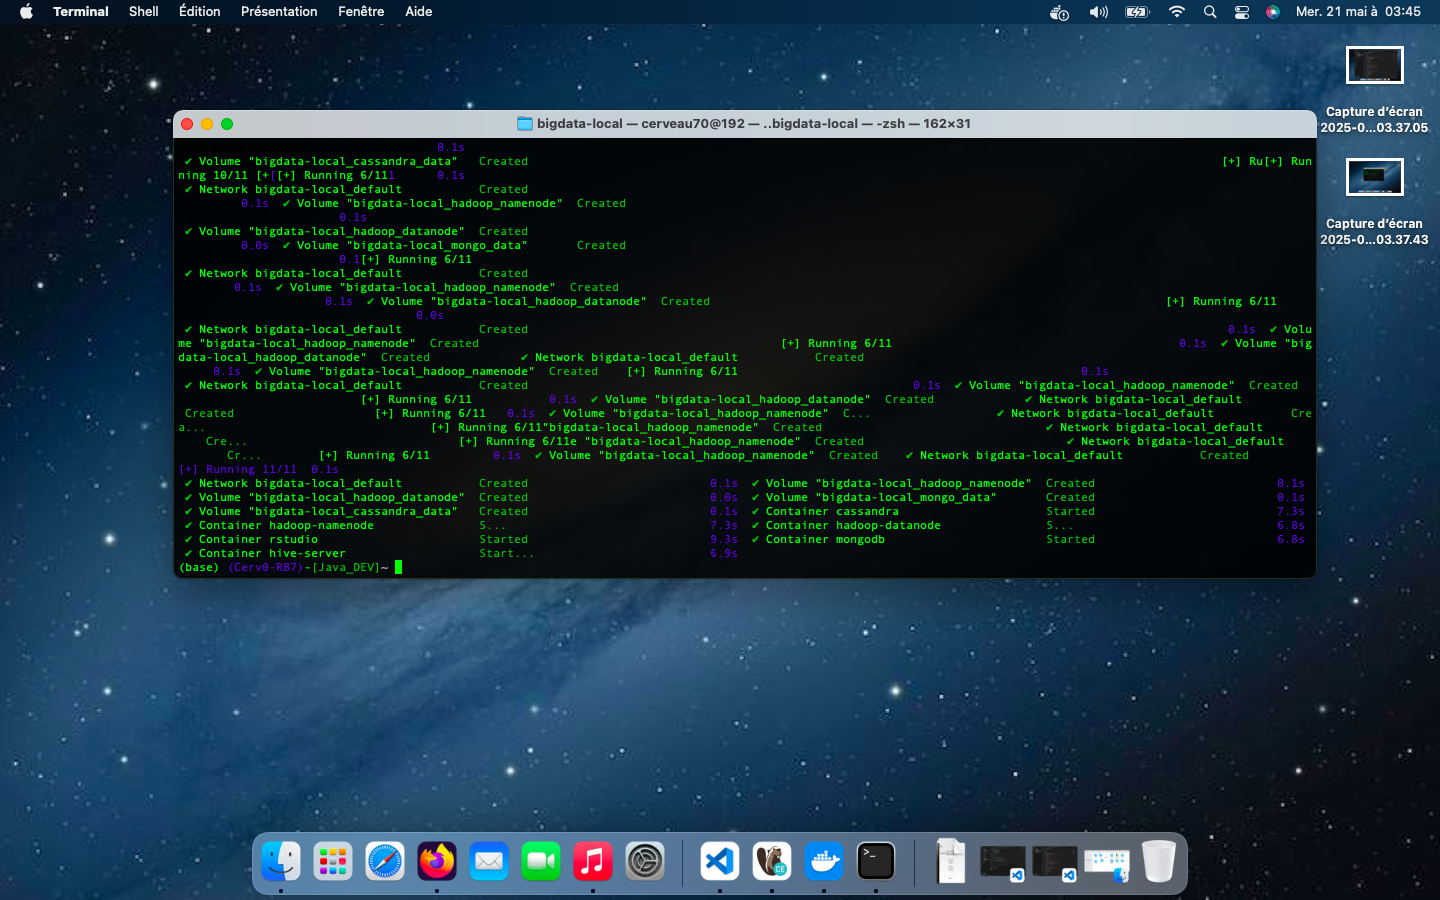 Terminal Shell Édition Présentation Fenêtre Aide Mer. 21 mai à 03:45
Capture d'écran
2025-0...03.37.05
Capture d'écran
2025-0...03.37.43
bigdata-local — cerveau70@192 — ..bigdata-local — -zsh — 162×31
0.1s
✔ Volume "bigdata-local_cassandra_data" Created [+] Ru[+] Run
ning 10/11 [+[[+] Running 6/111 0.1s
✔ Network bigdata-local_default Created
0.1s ✔ Volume "bigdata-local_hadoop_namenode" Created
0.1s
✔ Volume "bigdata-local_hadoop_datanode" Created
0.0s ✔ Volume "bigdata-local_mongo_data" Created
0.1[+] Running 6/11
✔ Network bigdata-local_default Created
0.1s ✔ Volume "bigdata-local_hadoop_namenode" Created
0.1s ✔ Volume "bigdata-local_hadoop_datanode" Created [+] Running 6/11
0.0s
✔ Network bigdata-local_default Created 0.1s ✔ Volu
me "bigdata-local_hadoop_namenode" Created [+] Running 6/11 0.1s ✔ Volume "big
data-local_hadoop_datanode" Created ✔ Network bigdata-local_default Created
0.1s ✔ Volume "bigdata-local_hadoop_namenode" Created [+] Running 6/11 0.1s
✔ Network bigdata-local_default Created 0.1s ✔ Volume "bigdata-local_hadoop_namenode" Created
[+] Running 6/11 0.1s ✔ Volume "bigdata-local_hadoop_datanode" Created ✔ Network bigdata-local_default
Created [+] Running 6/11 0.1s ✔ Volume "bigdata-local_hadoop_namenode" C... ✔ Network bigdata-local_default Cre
a... [+] Running 6/11"bigdata-local_hadoop_namenode" Created ✔ Network bigdata-local_default
Cre... [+] Running 6/11e "bigdata-local_hadoop_namenode" Created ✔ Network bigdata-local_default
Cr... [+] Running 6/11 0.1s ✔ Volume "bigdata-local_hadoop_namenode" Created ✔ Network bigdata-local_default Created
[+] Running 11/11 0.1s
✔ Network bigdata-local_default Created 0.1s ✔ Volume "bigdata-local_hadoop_namenode" Created 0.1s
✔ Volume "bigdata-local_hadoop_datanode" Created 0.0s ✔ Volume "bigdata-local_mongo_data" Created 0.1s
✔ Volume "bigdata-local_cassandra_data" Created 0.1s ✔ Container cassandra Started 7.3s
✔ Container hadoop-namenode S... 7.3s ✔ Container hadoop-datanode S... 6.8s
✔ Container rstudio Started 9.3s ✔ Container mongodb Started 6.8s
✔ Container hive-server Start... 6.9s
(base) (Cerv0-RB7)-[Java_DEV]~
>_
CE